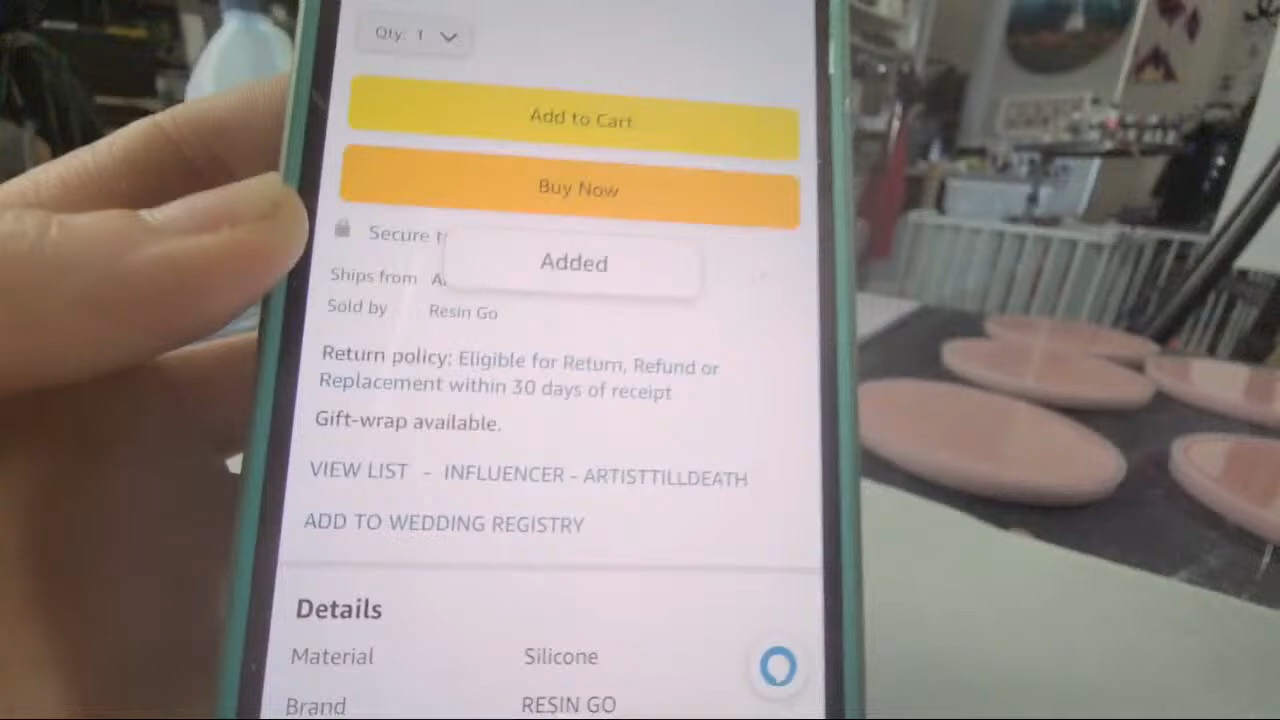 Qty: 1
Add to Cart
Buy Now
Secure
Added
Ships from
Sold by Resin Go
Return policy: Eligible for Return, Refund or
Replacement within 30 days of receipt
Gift-wrap available.
VIEW LIST - INFLUENCER - ARTISTTILLDEATH
ADD TO WEDDING REGISTRY
Details
Material Silicone
Brand RESIN GO